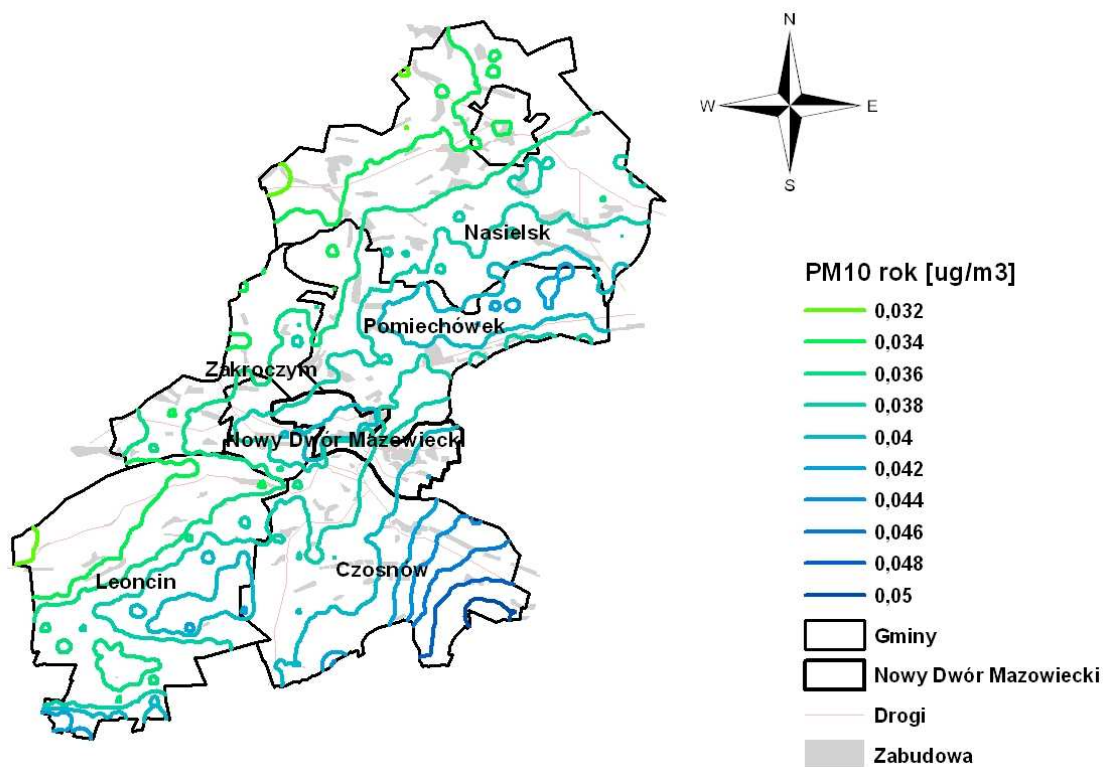 N
W
E
S
Nasielsk
Pomiechówek
Zakroczym
Nowy Dwór Mazowiecki
Leoncin
Czosnów
PM10 rok [ug/m3]
0,032
0,034
0,036
0,038
0,04
0,042
0,044
0,046
0,048
0,05
Gminy
Nowy Dwór Mazowiecki
Drogi
Zabudowa